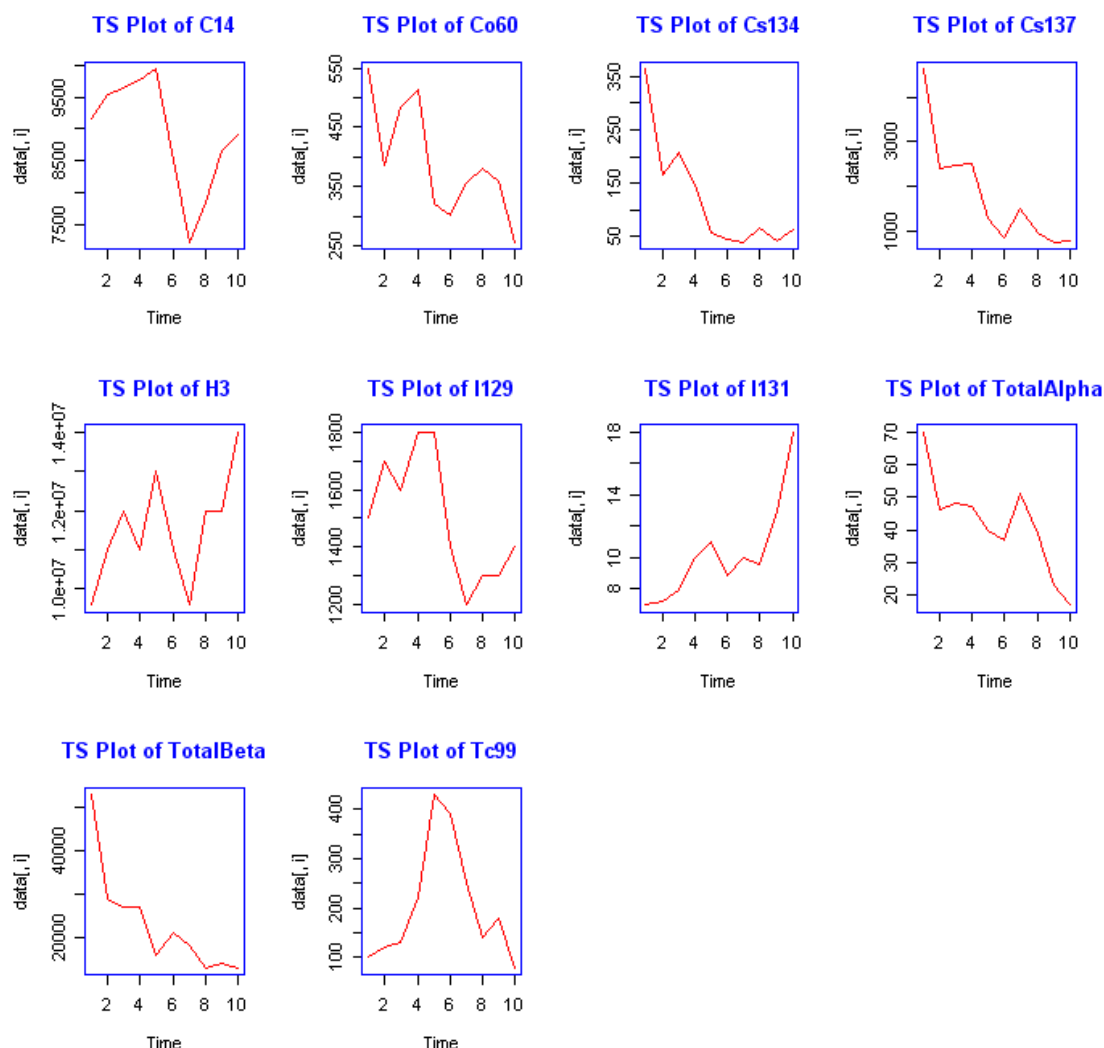 TS Plot of C14
data[, i]
7500 8500 9500
2 4 6 8 10
Time
TS Plot of Co60
data[, i]
250 350 450 550
2 4 6 8 10
Time
TS Plot of Cs134
data[, i]
50 150 250 350
2 4 6 8 10
Time
TS Plot of Cs137
data[, i]
1000 3000
2 4 6 8 10
Time
TS Plot of H3
data[, i]
1.0e+07 1.2e+07 1.4e+07
2 4 6 8 10
Time
TS Plot of I129
data[, i]
1200 1400 1600 1800
2 4 6 8 10
Time
TS Plot of I131
data[, i]
8 10 14 18
2 4 6 8 10
Time
TS Plot of TotalAlpha
data[, i]
20 30 40 50 60 70
2 4 6 8 10
Time
TS Plot of TotalBeta
data[, i]
20000 40000
2 4 6 8 10
Time
TS Plot of Tc99
data[, i]
100 200 300 400
2 4 6 8 10
Time